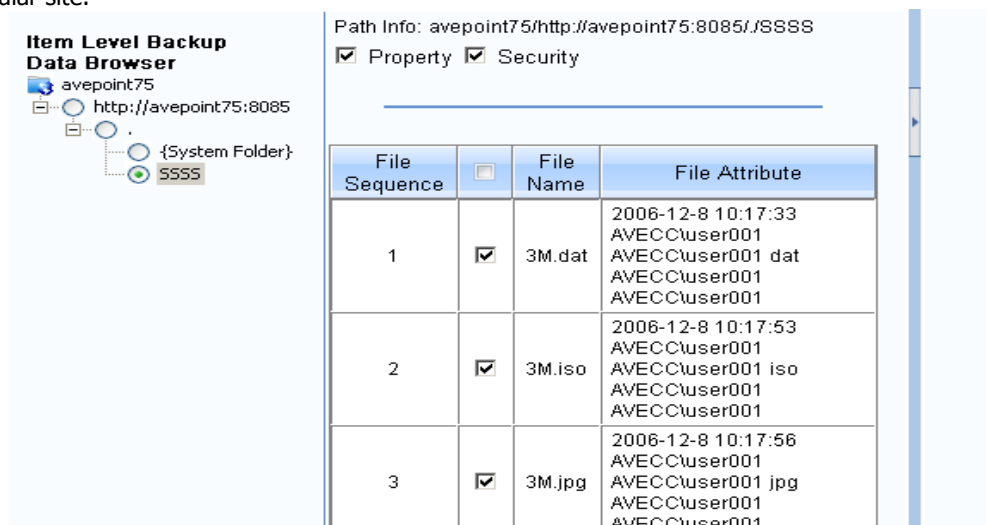 ular site.
Item Level Backup
Data Browser
avepoint75
http://avepoint75:8085
.
{System Folder}
SSSS
Path Info: avepoint75/http://avepoint75:8085/./SSSS
Property Security
File Sequence File Name File Attribute
1 3M.dat 2006-12-8 10:17:33
AVECC\user001
AVECC\user001 dat
AVECC\user001
AVECC\user001
2 3M.iso 2006-12-8 10:17:53
AVECC\user001
AVECC\user001 iso
AVECC\user001
AVECC\user001
3 3M.jpg 2006-12-8 10:17:56
AVECC\user001
AVECC\user001 jpg
AVECC\user001
AVECC\user001